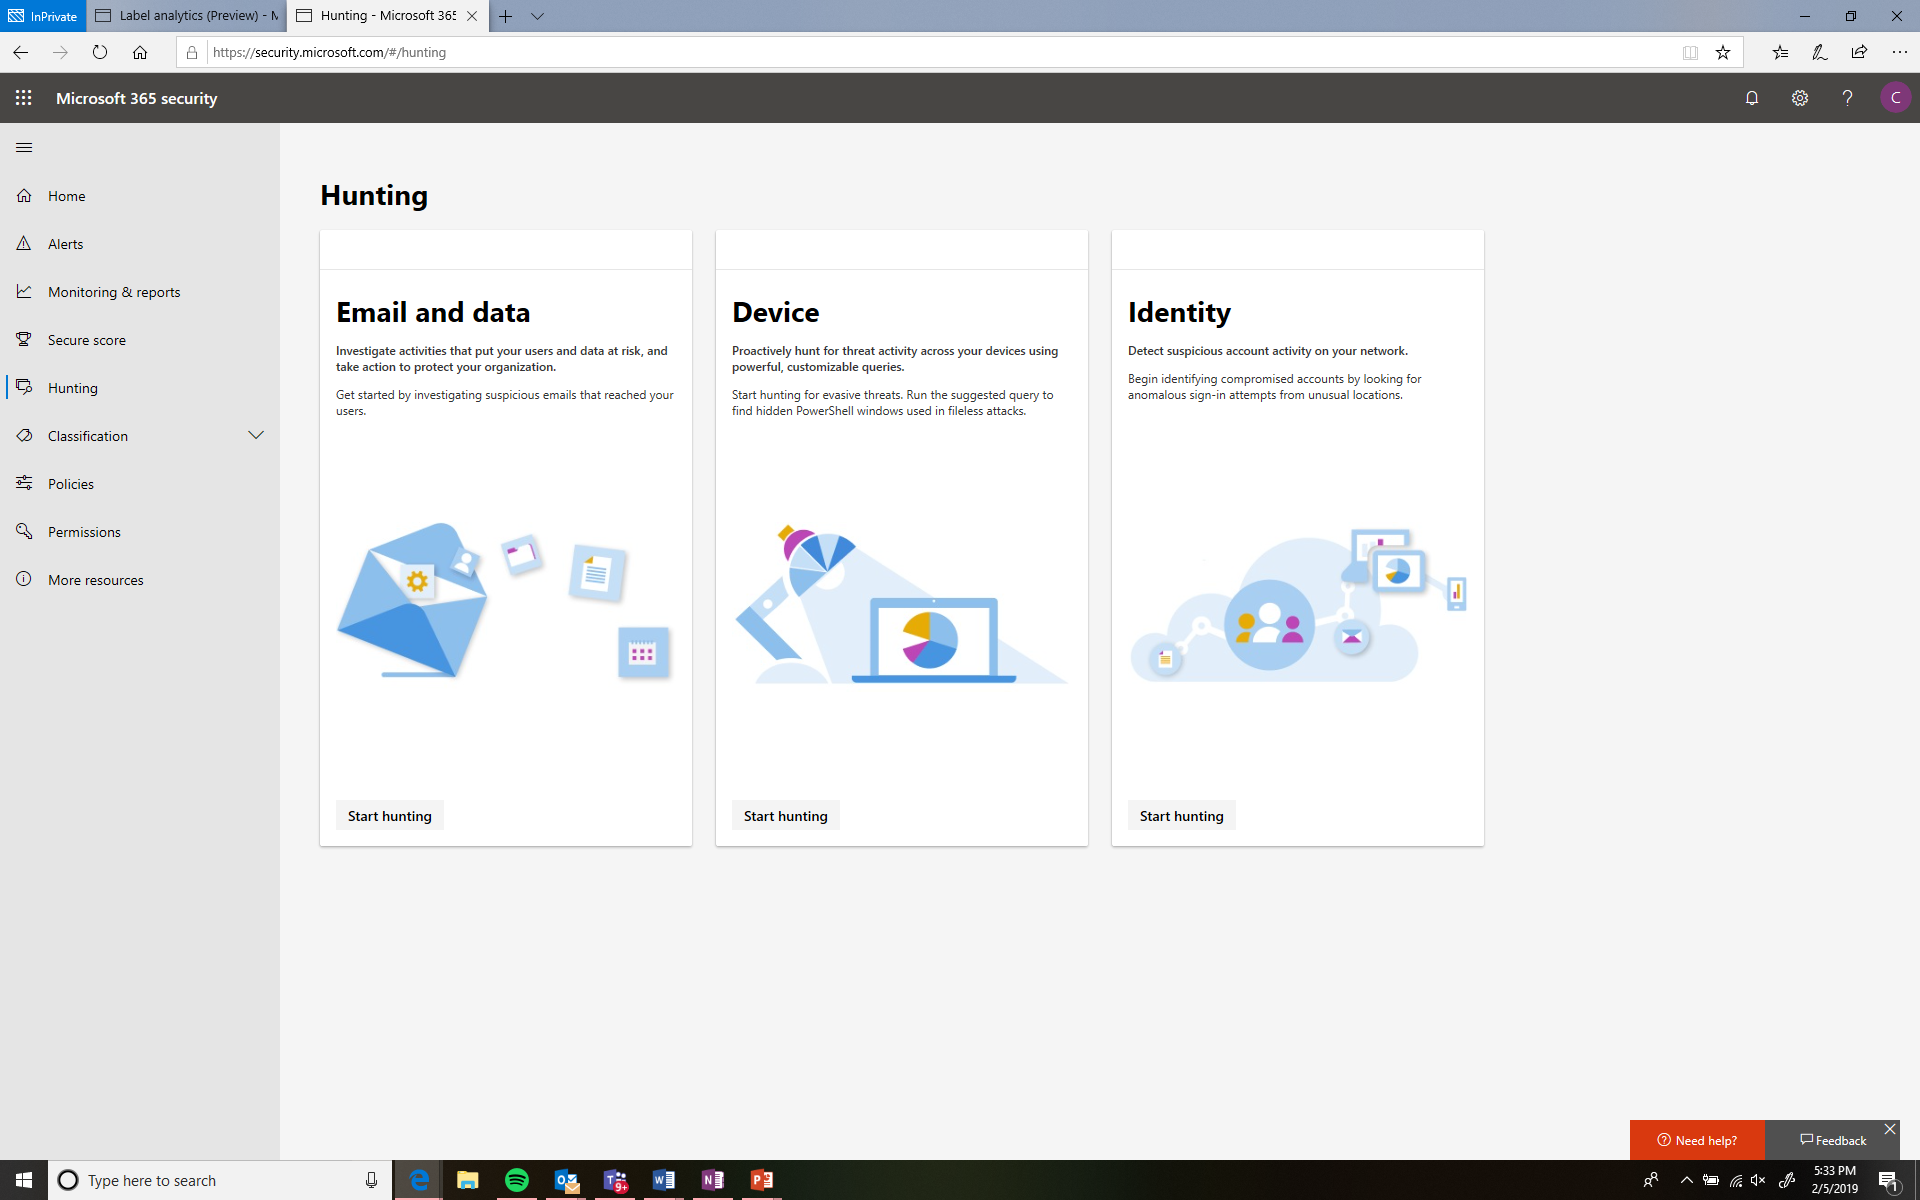 InPrivate
Label analytics (Preview) - M
Hunting - Microsoft 365
https://security.microsoft.com/#/hunting
Microsoft 365 security
C
Home
Alerts
Monitoring & reports
Secure score
Hunting
Classification
Policies
Permissions
More resources
Hunting
Email and data
Investigate activities that put your users and data at risk, and
take action to protect your organization.
Get started by investigating suspicious emails that reached your
users.
Start hunting
Device
Proactively hunt for threat activity across your devices using
powerful, customizable queries.
Start hunting for evasive threats. Run the suggested query to
find hidden PowerShell windows used in fileless attacks.
Start hunting
Identity
Detect suspicious account activity on your network.
Begin identifying compromised accounts by looking for
anomalous sign-in attempts from unusual locations.
Start hunting
Need help?
Feedback
Type here to search
9+
5:33 PM
2/5/2019
1